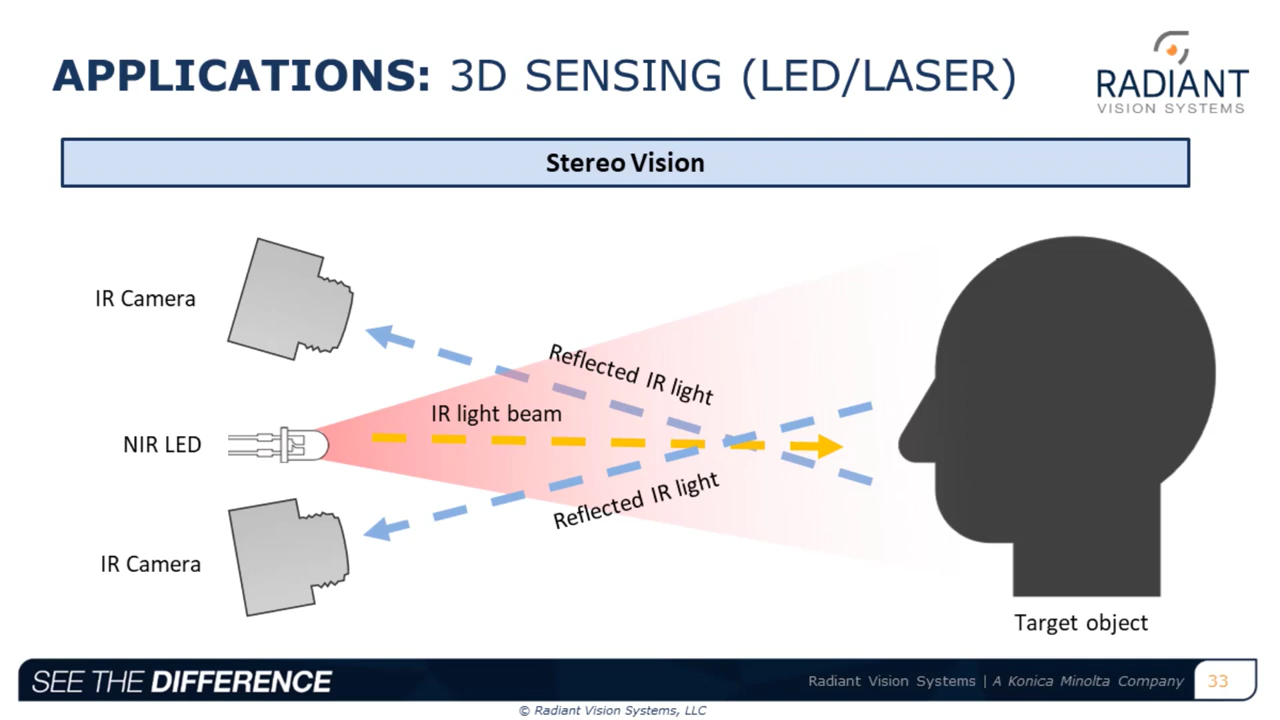 APPLICATIONS: 3D SENSING (LED/LASER)
RADIANT
VISION SYSTEMS
Stereo Vision
IR Camera
Reflected IR light
IR light beam
NIR LED
Reflected IR light
IR Camera
Target object
SEE THE DIFFERENCE
Radiant Vision Systems | A Konica Minolta Company
33
© Radiant Vision Systems, LLC